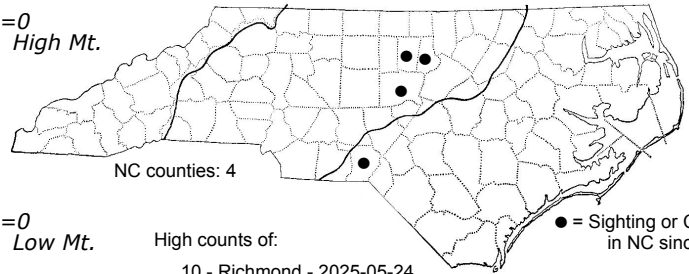 =0
High Mt.
NC counties: 4
=0
Low Mt.
High counts of:
10 - Richmond - 2025-05-24
● = Sighting or
in NC